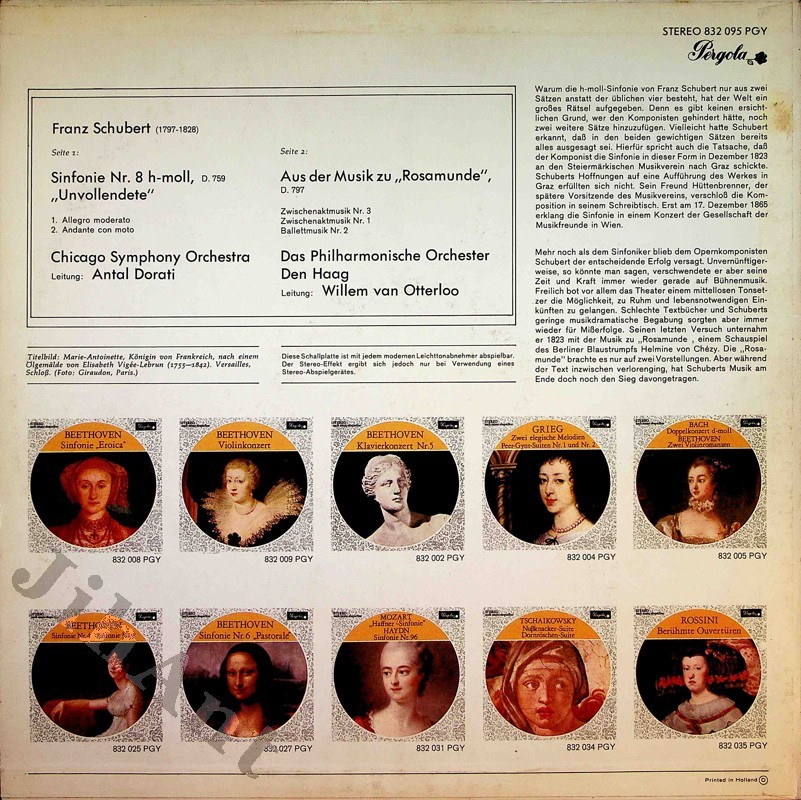 STEREO 832 095 PGY
Pergola
Franz Schubert (1797-1828)
Seite 1:
Sinfonie Nr. 8 h-moll, D. 759
„Unvollendete“
1. Allegro moderato
2. Andante con moto
Chicago Symphony Orchestra
Leitung: Antal Dorati
Seite 2:
Aus der Musik zu „Rosamunde“,
D. 797
Zwischenaktmusik Nr. 3
Zwischenaktmusik Nr. 1
Ballettmusik Nr. 2
Das Philharmonische Orchester
Den Haag
Leitung: Willem van Otterloo
Warum die h-moll-Sinfonie von Franz Schubert nur aus zwei
Sätzen anstatt der üblichen vier besteht, hat der Welt ein
großes Rätsel aufgegeben. Denn es gibt keinen ersicht-
lichen Grund, wer den Komponisten gehindert hätte, noch
zwei weitere Sätze hinzuzufügen. Vielleicht hatte Schubert
erkannt, daß in den beiden gewichtigen Sätzen bereits
alles ausgesagt sei. Hierfür spricht auch die Tatsache, daß
der Komponist die Sinfonie in dieser Form in Dezember 1823
an den Steiermärkischen Musikverein nach Graz schickte.
Schuberts Hoffnungen auf eine Aufführung des Werkes in
Graz erfüllten sich nicht. Sein Freund Hüttenbrenner, der
spätere Vorsitzende des Musikvereins, verschloß die Kom-
position in seinem Schreibtisch. Erst am 17. Dezember 1865
erklang die Sinfonie in einem Konzert der Gesellschaft der
Musikfreunde in Wien.
Mehr noch als dem Sinfoniker blieb dem Opernkomponisten
Schubert der entscheidende Erfolg versagt. Unvernünftiger-
weise, so könnte man sagen, verschwendete er aber seine
Zeit und Kraft immer wieder gerade auf Bühnenmusik.
Freilich bot vor allem das Theater einem mittellosen Tonset-
zer die Möglichkeit, zu Ruhm und lebensnotwendigen Ein-
künften zu gelangen. Schlechte Textbücher und Schuberts
geringe musikdramatische Begabung sorgten aber immer
wieder für Mißerfolge. Seinen letzten Versuch unternahm
er 1823 mit der Musik zu „Rosamunde , einem Schauspiel
des Berliner Blaustrumpfs Helmine von Chézy. Die „Rosa-
munde“ brachte es nur auf zwei Vorstellungen. Aber während
der Text inzwischen verlorenging, hat Schuberts Musik am
Ende doch noch den Sieg davongetragen.
Titelbild: Marie-Antoinette, Königin von Frankreich, nach einem
Ölgemälde von Elisabeth Vigée-Lebrun (1755—1842). Versailles,
Schloß. (Foto: Giraudon, Paris.)
Diese Schallplatte ist mit jedem modernen Leichttonabnehmer abspielbar.
Der Stereo-Effekt ergibt sich jedoch nur bei Verwendung eines
Stereo-Abspielgerätes.
BEETHOVEN
Sinfonie „Eroica“
832 008 PGY
BEETHOVEN
Violinkonzert
832 009 PGY
BEETHOVEN
Klavierkonzert Nr.5
832 002 PGY
GRIEG
Zwei elegische Melodien
Peer-Gynt-Suiten Nr.1 und Nr.2
832 004 PGY
BACH
Doppelkonzert d-moll
BEETHOVEN
Zwei Violinromanzen
832 005 PGY
BEETHOVEN
832 025 PGY
BEETHOVEN
Sinfonie Nr.6 „Pastorale“
832 027 PGY
MOZART
„Haffner-Sinfonie“
HAYDN
Sinfonie Nr.96
832 031 PGY
TSCHAIKOWSKY
Nußknacker-Suite
Dornröschen-Suite
832 034 PGY
ROSSINI
Berühmte Ouvertüren
832 035 PGY
JiJiAnt
Printed in Holland